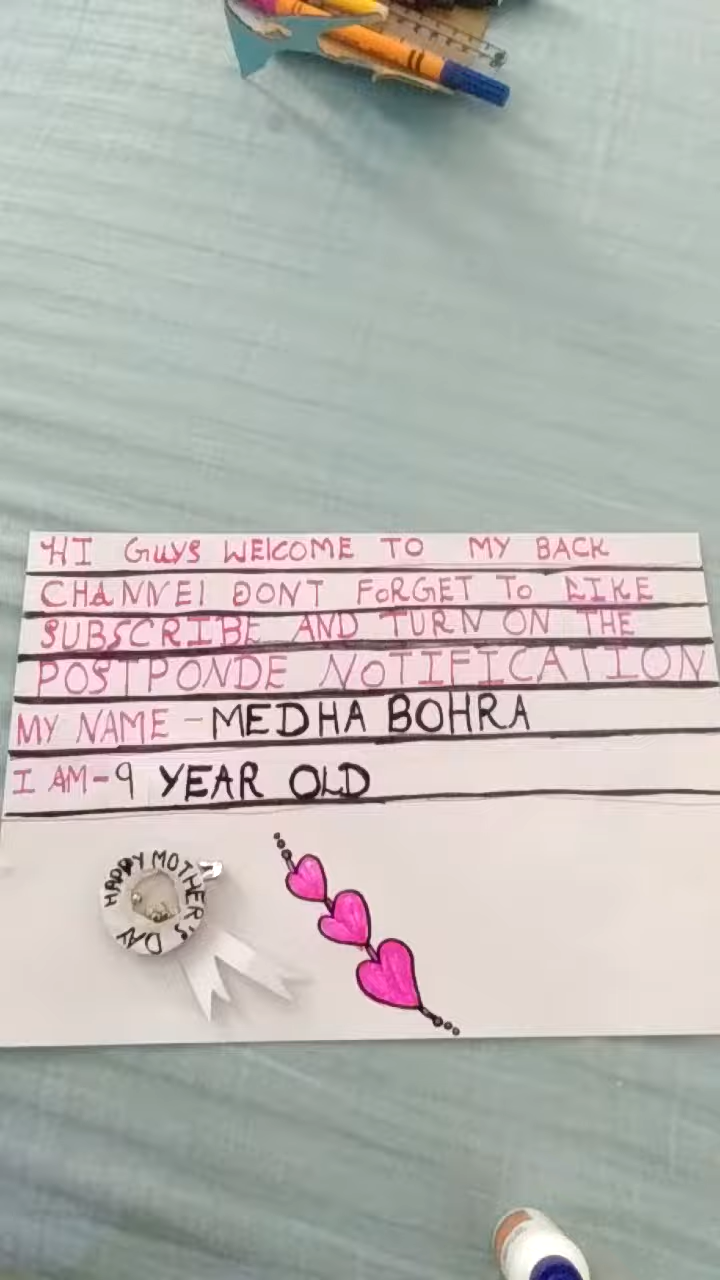 HI GUYS WElCOME TO MY BACK
CHANNEl DONT FORGET TO LIKE
SUBSCRIBE AND TURN ON THE
POSTPONDE NOTIFICATION
MY NAME - MEDHA BOHRA
I AM - 9 YEAR OLD
HAPPY MOTHER'S DAY